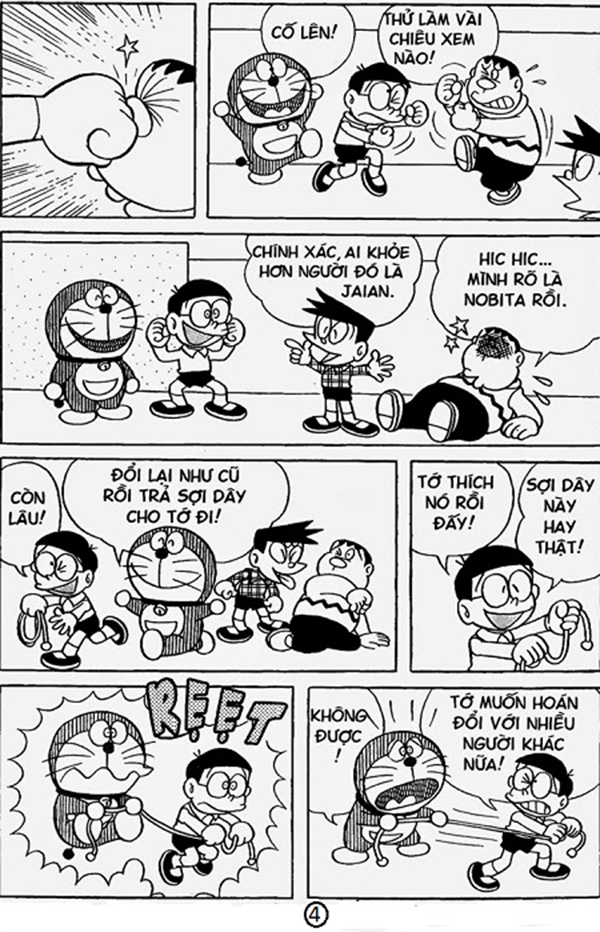 CỐ LÊN!
THỬ LÀM VÀI
CHIÊU XEM
NÀO!
CHÍNH XÁC, AI KHỎE
HƠN NGƯỜI ĐÓ LÀ
JAIAN.
HIC HIC...
MÌNH RÕ LÀ
NOBITA RỒI.
CÒN
LÂU!
ĐỔI LẠI NHƯ CŨ
RỒI TRẢ SỢI DÂY
CHO TỚ ĐI!
TỚ THÍCH
NÓ RỒI
ĐẤY!
SỢI DÂY
NÀY
HAY
THẬT!
RẸẸT
KHÔNG
ĐƯỢC
!
TỚ MUỐN HOÁN
ĐỔI VỚI NHIỀU
NGƯỜI KHÁC
NỮA!
4